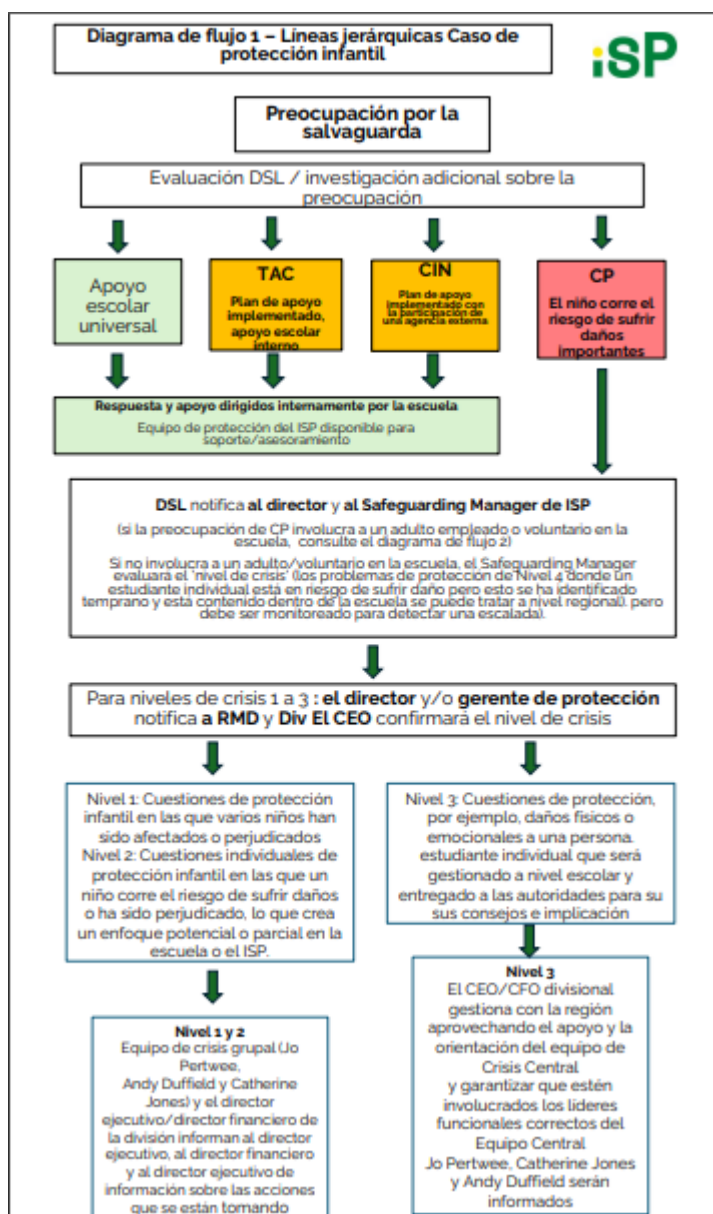 Diagrama de flujo 1 – Líneas jerárquicas Caso de
protección infantil
iSP
Preocupación por la
salvaguarda
Evaluación DSL / investigación adicional sobre la
preocupación
Apoyo
escolar
universal
TAC
Plan de apoyo
implementado,
apoyo escolar
interno
CIN
Plan de apoyo
implementado con
la participación de
una agencia externa
CP
El niño corre el
riesgo de sufrir
daños
importantes
Respuesta y apoyo dirigidos internamente por la escuela
Equipo de protección del ISP disponible para
soporte/asesoramiento
DSL notifica al director y al Safeguarding Manager de ISP
(si la preocupación de CP involucra a un adulto empleado o voluntario en la
escuela, consulte el diagrama de flujo 2)
Si no involucra a un adulto/voluntario en la escuela, el Safeguarding Manager
evaluará el 'nivel de crisis' (los problemas de protección de Nivel 4 donde un
estudiante individual está en riesgo de sufrir daño pero esto se ha identificado
temprano y está contenido dentro de la escuela se puede tratar a nivel regional). pero
debe ser monitoreado para detectar una escalada).
Para niveles de crisis 1 a 3 : el director y/o gerente de protección
notifica a RMD y Div El CEO confirmará el nivel de crisis
Nivel 1: Cuestiones de protección
infantil en las que varios niños han
sido afectados o perjudicados
Nivel 2: Cuestiones individuales de
protección infantil en las que un
niño corre el riesgo de sufrir daños
o ha sido perjudicado, lo que crea
un enfoque potencial o parcial en la
escuela o el ISP.
Nivel 3: Cuestiones de protección,
por ejemplo, daños físicos o
emocionales a una persona.
estudiante individual que será
gestionado a nivel escolar y
entregado a las autoridades para su
sus consejos e implicación
Nivel 1 y 2
Equipo de crisis grupal (Jo
Pertwee,
Andy Duffield y Catherine
Jones) y el director
ejecutivo/director financiero de
la división informan al director
ejecutivo, al director financiero
y al director ejecutivo de
información sobre las acciones
que se están tomando
Nivel 3
El CEO/CFO divisional
gestiona con la región
aprovechando el apoyo y la
orientación del equipo de
Crisis Central
y garantizar que estén
involucrados los líderes
funcionales correctos del
Equipo Central
Jo Pertwee, Catherine Jones
y Andy Duffield serán
informados